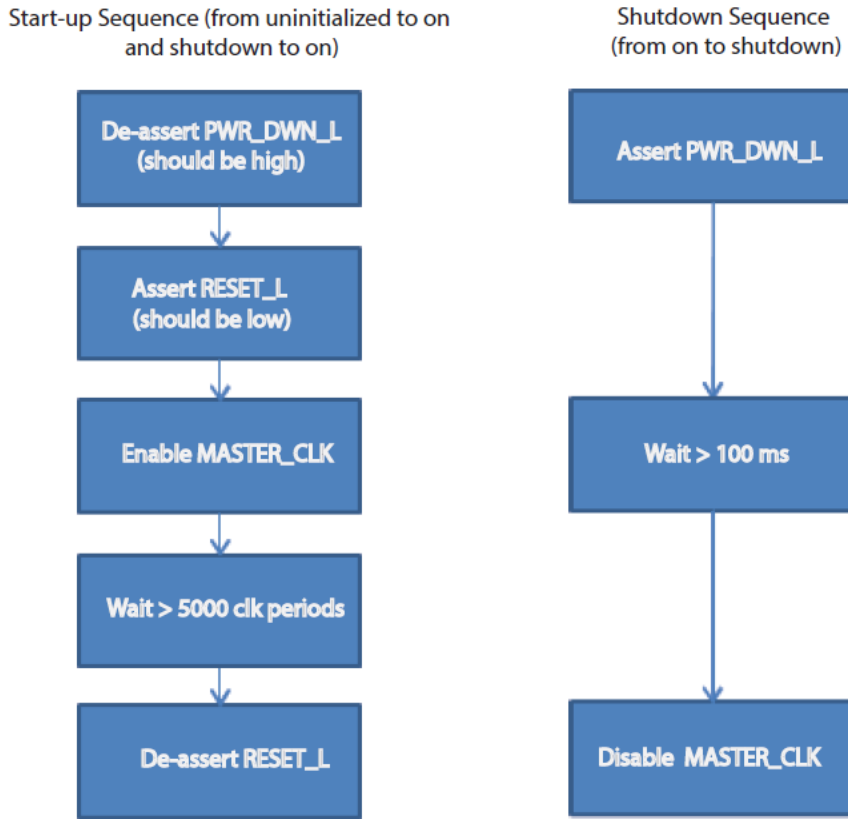 Start-up Sequence (from uninitialized to on
and shutdown to on)
De-assert PWR_DWN_L
(should be high)
Assert RESET_L
(should be low)
Enable MASTER_CLK
Wait > 5000 clk periods
De-assert RESET_L
Shutdown Sequence
(from on to shutdown)
Assert PWR_DWN_L
Wait > 100 ms
Disable MASTER_CLK